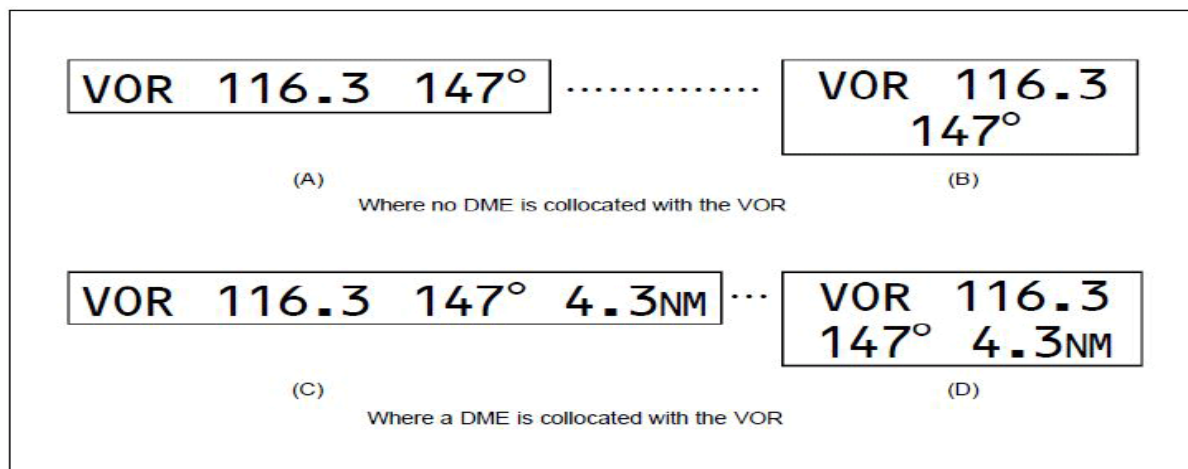 VOR 116.3 147°
VOR 116.3
147°
(A)
(B)
Where no DME is collocated with the VOR
VOR 116.3 147° 4.3NM
VOR 116.3
147° 4.3NM
(C)
(D)
Where a DME is collocated with the VOR